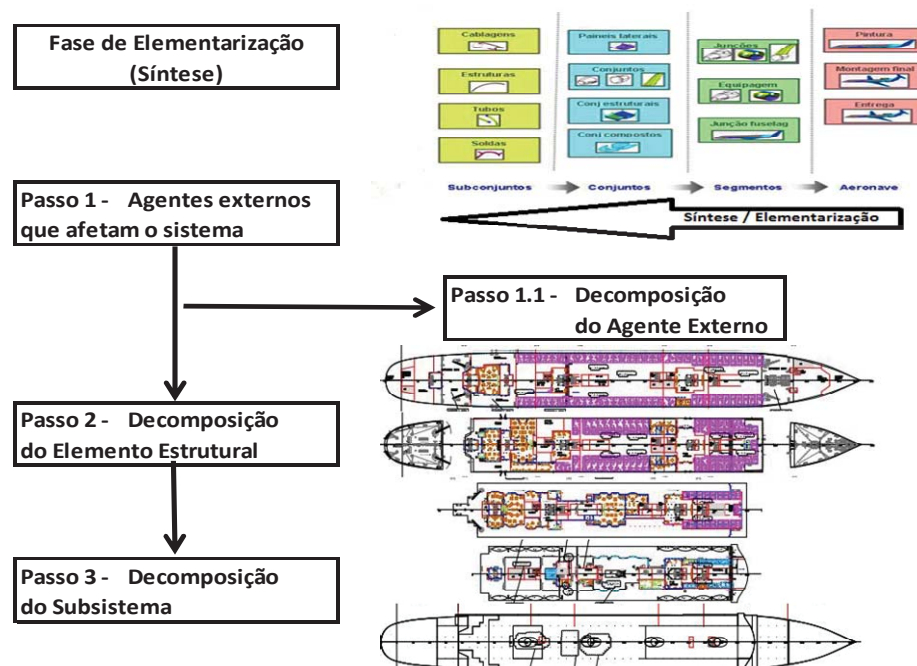 Fase de Elementarização
(Síntese)
Cablagens
Estruturas
Tubos
Soldas
Paineis laterais
Conjuntos
Conj estruturais
Conj compostos
Junções
Equipagem
Junção fuselag
Pintura
Montagem final
Entrega
Subconjuntos
Conjuntos
Segmentos
Aeronave
Síntese / Elementarização
Passo 1 - Agentes externos
que afetam o sistema
Passo 1.1 - Decomposição
do Agente Externo
Passo 2 - Decomposição
do Elemento Estrutural
Passo 3 - Decomposição
do Subsistema